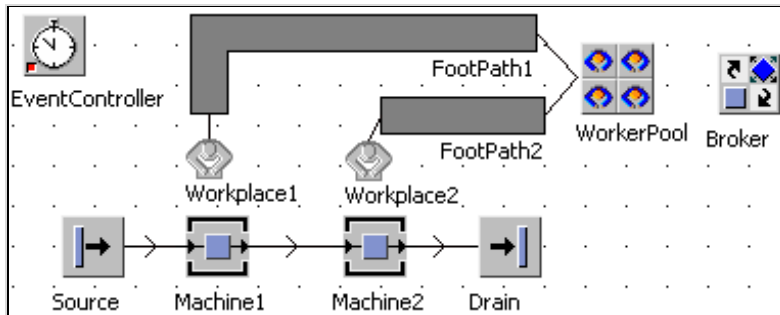 EventController
FootPath1
WorkerPool
Broker
FootPath2
Workplace1
Workplace2
Source
Machine1
Machine2
Drain